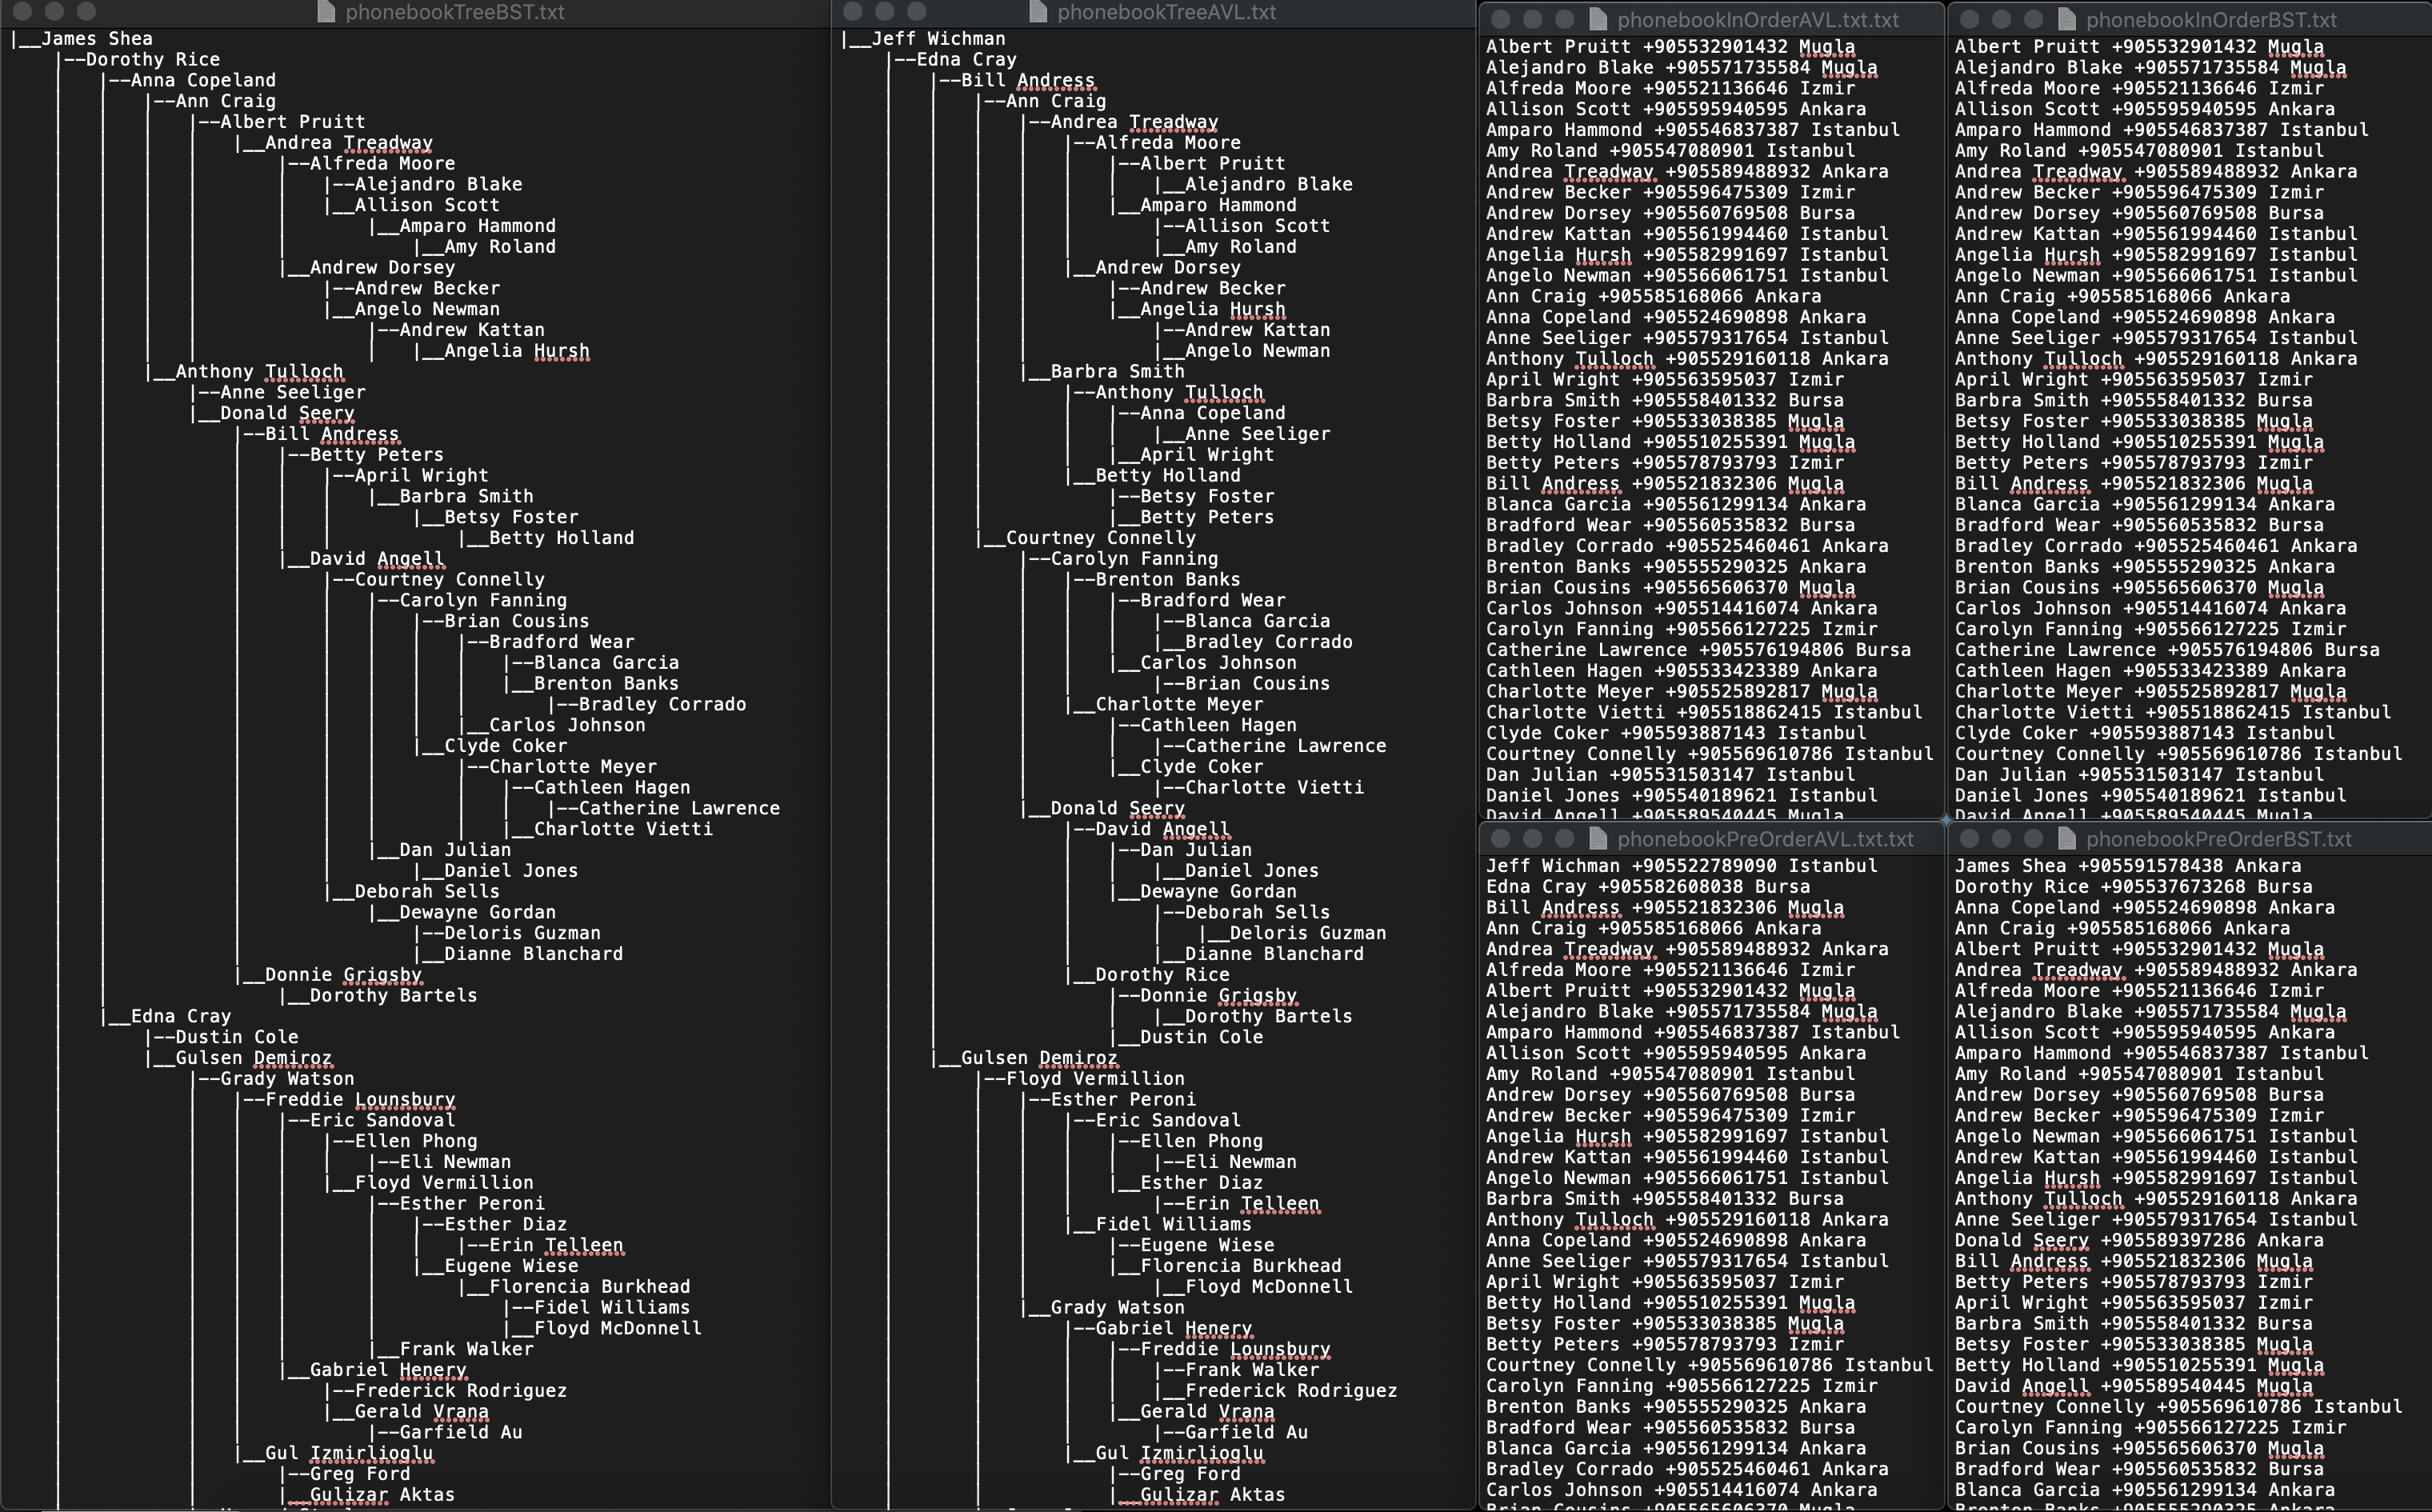 phonebookTreeBST.txt
|__James Shea
|--Dorothy Rice
|--Anna Copeland
|--Ann Craig
|--Albert Pruitt
|__Andrea Treadway
|--Alfreda Moore
|--Alejandro Blake
|__Allison Scott
|__Amparo Hammond
|__Amy Roland
|__Andrew Dorsey
|--Andrew Becker
|__Angelo Newman
|--Andrew Kattan
|__Angelia Hursh
|__Anthony Tulloch
|--Anne Seeliger
|__Donald Seery
|--Bill Andress
|--Betty Peters
|--April Wright
|__Barbra Smith
|__Betsy Foster
|__Betty Holland
|__David Angell
|--Courtney Connelly
|--Carolyn Fanning
|--Brian Cousins
|--Bradford Wear
|--Blanca Garcia
|__Brenton Banks
|--Bradley Corrado
|__Carlos Johnson
|__Clyde Coker
|--Charlotte Meyer
|--Cathleen Hagen
|--Catherine Lawrence
|__Charlotte Vietti
|__Dan Julian
|__Daniel Jones
|__Deborah Sells
|__Dewayne Gordan
|--Deloris Guzman
|__Dianne Blanchard
|__Donnie Grigsby
|__Dorothy Bartels
|__Edna Cray
|--Dustin Cole
|__Gulsen Demiroz
|--Grady Watson
|--Freddie Lounsbury
|--Eric Sandoval
|--Ellen Phong
|--Eli Newman
|__Floyd Vermillion
|--Esther Peroni
|--Esther Diaz
|--Erin Telleen
|__Eugene Wiese
|__Florencia Burkhead
|--Fidel Williams
|__Floyd McDonnell
|__Frank Walker
|__Gabriel Henery
|--Frederick Rodriguez
|__Gerald Vrana
|--Garfield Au
|__Gul Izmirlioglu
|--Greg Ford
|__Gulizar Aktas
phonebookTreeAVL.txt
|__Jeff Wichman
|--Edna Cray
|--Bill Andress
|--Ann Craig
|--Andrea Treadway
|--Alfreda Moore
|--Albert Pruitt
|__Alejandro Blake
|__Amparo Hammond
|--Allison Scott
|__Amy Roland
|__Andrew Dorsey
|--Andrew Becker
|__Angelia Hursh
|--Andrew Kattan
|__Angelo Newman
|__Barbra Smith
|--Anthony Tulloch
|--Anna Copeland
|__Anne Seeliger
|__April Wright
|__Betty Holland
|--Betsy Foster
|__Betty Peters
|__Courtney Connelly
|--Carolyn Fanning
|--Brenton Banks
|--Bradford Wear
|--Blanca Garcia
|__Bradley Corrado
|__Carlos Johnson
|--Brian Cousins
|__Charlotte Meyer
|--Cathleen Hagen
|--Catherine Lawrence
|__Clyde Coker
|--Charlotte Vietti
|__Donald Seery
|--David Angell
|--Dan Julian
|__Daniel Jones
|__Dewayne Gordan
|--Deborah Sells
|__Deloris Guzman
|__Dianne Blanchard
|__Dorothy Rice
|--Donnie Grigsby
|__Dorothy Bartels
|__Dustin Cole
|__Gulsen Demiroz
|--Floyd Vermillion
|--Esther Peroni
|--Eric Sandoval
|--Ellen Phong
|--Eli Newman
|__Esther Diaz
|--Erin Telleen
|__Fidel Williams
|--Eugene Wiese
|__Florencia Burkhead
|__Floyd McDonnell
|__Grady Watson
|--Gabriel Henery
|--Freddie Lounsbury
|--Frank Walker
|__Frederick Rodriguez
|__Gerald Vrana
|--Garfield Au
|__Gul Izmirlioglu
|--Greg Ford
|__Gulizar Aktas
phonebookInOrderAVL.txt.txt
Albert Pruitt +905532901432 Mugla
Alejandro Blake +905571735584 Mugla
Alfreda Moore +905521136646 Izmir
Allison Scott +905595940595 Ankara
Amparo Hammond +905546837387 Istanbul
Amy Roland +905547080901 Istanbul
Andrea Treadway +905589488932 Ankara
Andrew Becker +905596475309 Izmir
Andrew Dorsey +905560769508 Bursa
Andrew Kattan +905561994460 Istanbul
Angelia Hursh +905582991697 Istanbul
Angelo Newman +905566061751 Istanbul
Ann Craig +905585168066 Ankara
Anna Copeland +905524690898 Ankara
Anne Seeliger +905579317654 Istanbul
Anthony Tulloch +905529160118 Ankara
April Wright +905563595037 Izmir
Barbra Smith +905558401332 Bursa
Betsy Foster +905533038385 Mugla
Betty Holland +905510255391 Mugla
Betty Peters +905578793793 Izmir
Bill Andress +905521832306 Mugla
Blanca Garcia +905561299134 Ankara
Bradford Wear +905560535832 Bursa
Bradley Corrado +905525460461 Ankara
Brenton Banks +905555290325 Ankara
Brian Cousins +905565606370 Mugla
Carlos Johnson +905514416074 Ankara
Carolyn Fanning +905566127225 Izmir
Catherine Lawrence +905576194806 Bursa
Cathleen Hagen +905533423389 Ankara
Charlotte Meyer +905525892817 Mugla
Charlotte Vietti +905518862415 Istanbul
Clyde Coker +905593887143 Istanbul
Courtney Connelly +905569610786 Istanbul
Dan Julian +905531503147 Istanbul
Daniel Jones +905540189621 Istanbul
David Angell +905589540445 Mugla
phonebookInOrderBST.txt
Albert Pruitt +905532901432 Mugla
Alejandro Blake +905571735584 Mugla
Alfreda Moore +905521136646 Izmir
Allison Scott +905595940595 Ankara
Amparo Hammond +905546837387 Istanbul
Amy Roland +905547080901 Istanbul
Andrea Treadway +905589488932 Ankara
Andrew Becker +905596475309 Izmir
Andrew Dorsey +905560769508 Bursa
Andrew Kattan +905561994460 Istanbul
Angelia Hursh +905582991697 Istanbul
Angelo Newman +905566061751 Istanbul
Ann Craig +905585168066 Ankara
Anna Copeland +905524690898 Ankara
Anne Seeliger +905579317654 Istanbul
Anthony Tulloch +905529160118 Ankara
April Wright +905563595037 Izmir
Barbra Smith +905558401332 Bursa
Betsy Foster +905533038385 Mugla
Betty Holland +905510255391 Mugla
Betty Peters +905578793793 Izmir
Bill Andress +905521832306 Mugla
Blanca Garcia +905561299134 Ankara
Bradford Wear +905560535832 Bursa
Bradley Corrado +905525460461 Ankara
Brenton Banks +905555290325 Ankara
Brian Cousins +905565606370 Mugla
Carlos Johnson +905514416074 Ankara
Carolyn Fanning +905566127225 Izmir
Catherine Lawrence +905576194806 Bursa
Cathleen Hagen +905533423389 Ankara
Charlotte Meyer +905525892817 Mugla
Charlotte Vietti +905518862415 Istanbul
Clyde Coker +905593887143 Istanbul
Courtney Connelly +905569610786 Istanbul
Dan Julian +905531503147 Istanbul
Daniel Jones +905540189621 Istanbul
David Angell +905589540445 Mugla
phonebookPreOrderAVL.txt.txt
Jeff Wichman +905522789090 Istanbul
Edna Cray +905582608038 Bursa
Bill Andress +905521832306 Mugla
Ann Craig +905585168066 Ankara
Andrea Treadway +905589488932 Ankara
Alfreda Moore +905521136646 Izmir
Albert Pruitt +905532901432 Mugla
Alejandro Blake +905571735584 Mugla
Amparo Hammond +905546837387 Istanbul
Allison Scott +905595940595 Ankara
Amy Roland +905547080901 Istanbul
Andrew Dorsey +905560769508 Bursa
Andrew Becker +905596475309 Izmir
Angelia Hursh +905582991697 Istanbul
Andrew Kattan +905561994460 Istanbul
Angelo Newman +905566061751 Istanbul
Barbra Smith +905558401332 Bursa
Anthony Tulloch +905529160118 Ankara
Anna Copeland +905524690898 Ankara
Anne Seeliger +905579317654 Istanbul
April Wright +905563595037 Izmir
Betty Holland +905510255391 Mugla
Betsy Foster +905533038385 Mugla
Betty Peters +905578793793 Izmir
Courtney Connelly +905569610786 Istanbul
Carolyn Fanning +905566127225 Izmir
Brenton Banks +905555290325 Ankara
Bradford Wear +905560535832 Bursa
Blanca Garcia +905561299134 Ankara
Bradley Corrado +905525460461 Ankara
Carlos Johnson +905514416074 Ankara
Brian Cousins +905565606370 Mugla
phonebookPreOrderBST.txt
James Shea +905591578438 Ankara
Dorothy Rice +905537673268 Bursa
Anna Copeland +905524690898 Ankara
Ann Craig +905585168066 Ankara
Albert Pruitt +905532901432 Mugla
Andrea Treadway +905589488932 Ankara
Alfreda Moore +905521136646 Izmir
Alejandro Blake +905571735584 Mugla
Allison Scott +905595940595 Ankara
Amparo Hammond +905546837387 Istanbul
Amy Roland +905547080901 Istanbul
Andrew Dorsey +905560769508 Bursa
Andrew Becker +905596475309 Izmir
Angelo Newman +905566061751 Istanbul
Andrew Kattan +905561994460 Istanbul
Angelia Hursh +905582991697 Istanbul
Anthony Tulloch +905529160118 Ankara
Anne Seeliger +905579317654 Istanbul
Donald Seery +905589397286 Ankara
Bill Andress +905521832306 Mugla
Betty Peters +905578793793 Izmir
April Wright +905563595037 Izmir
Barbra Smith +905558401332 Bursa
Betsy Foster +905533038385 Mugla
Betty Holland +905510255391 Mugla
David Angell +905589540445 Mugla
Courtney Connelly +905569610786 Istanbul
Carolyn Fanning +905566127225 Izmir
Brian Cousins +905565606370 Mugla
Bradford Wear +905560535832 Bursa
Blanca Garcia +905561299134 Ankara
Brenton Banks +905555290325 Ankara